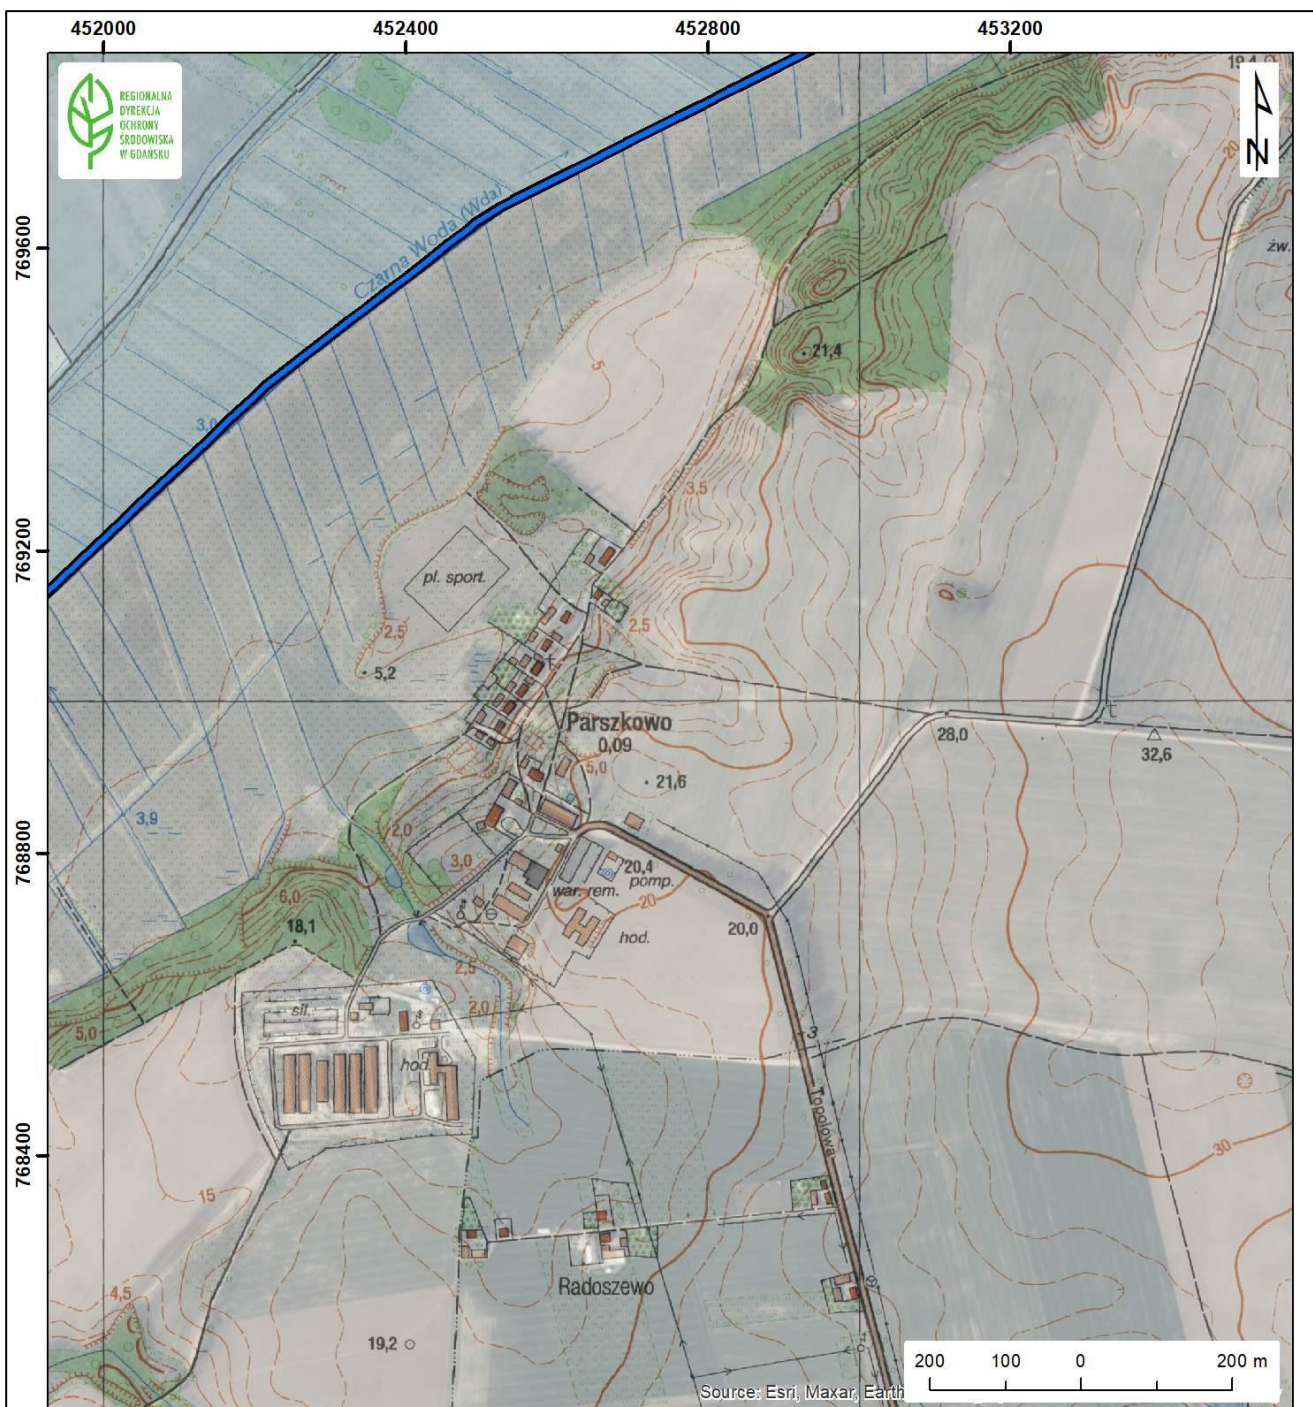 452000
452400
452800
453200
REGIONALNA
DYREKCJA
OCHRONY
ŚRODOWISKA
W GDAŃSKU
N
20
769600
Czarna Woda (Wda)
żw.
5
21,4
3,0
3,5
769200
pl. sport.
2,5
2,5
5,2
Parszkowo
0,09
28,0
32,6
5,0
21,6
3,9
2,0
768800
3,0
20,4
war. rem.
pomp.
6,0
20
18,1
20,0
hod.
2,5
sil.
2,0
5,0
3
hod.
Topolowa
768400
30
15
Radoszewo
4,5
19,2
200
100
0
200 m
Source: Esri, Maxar, Earth